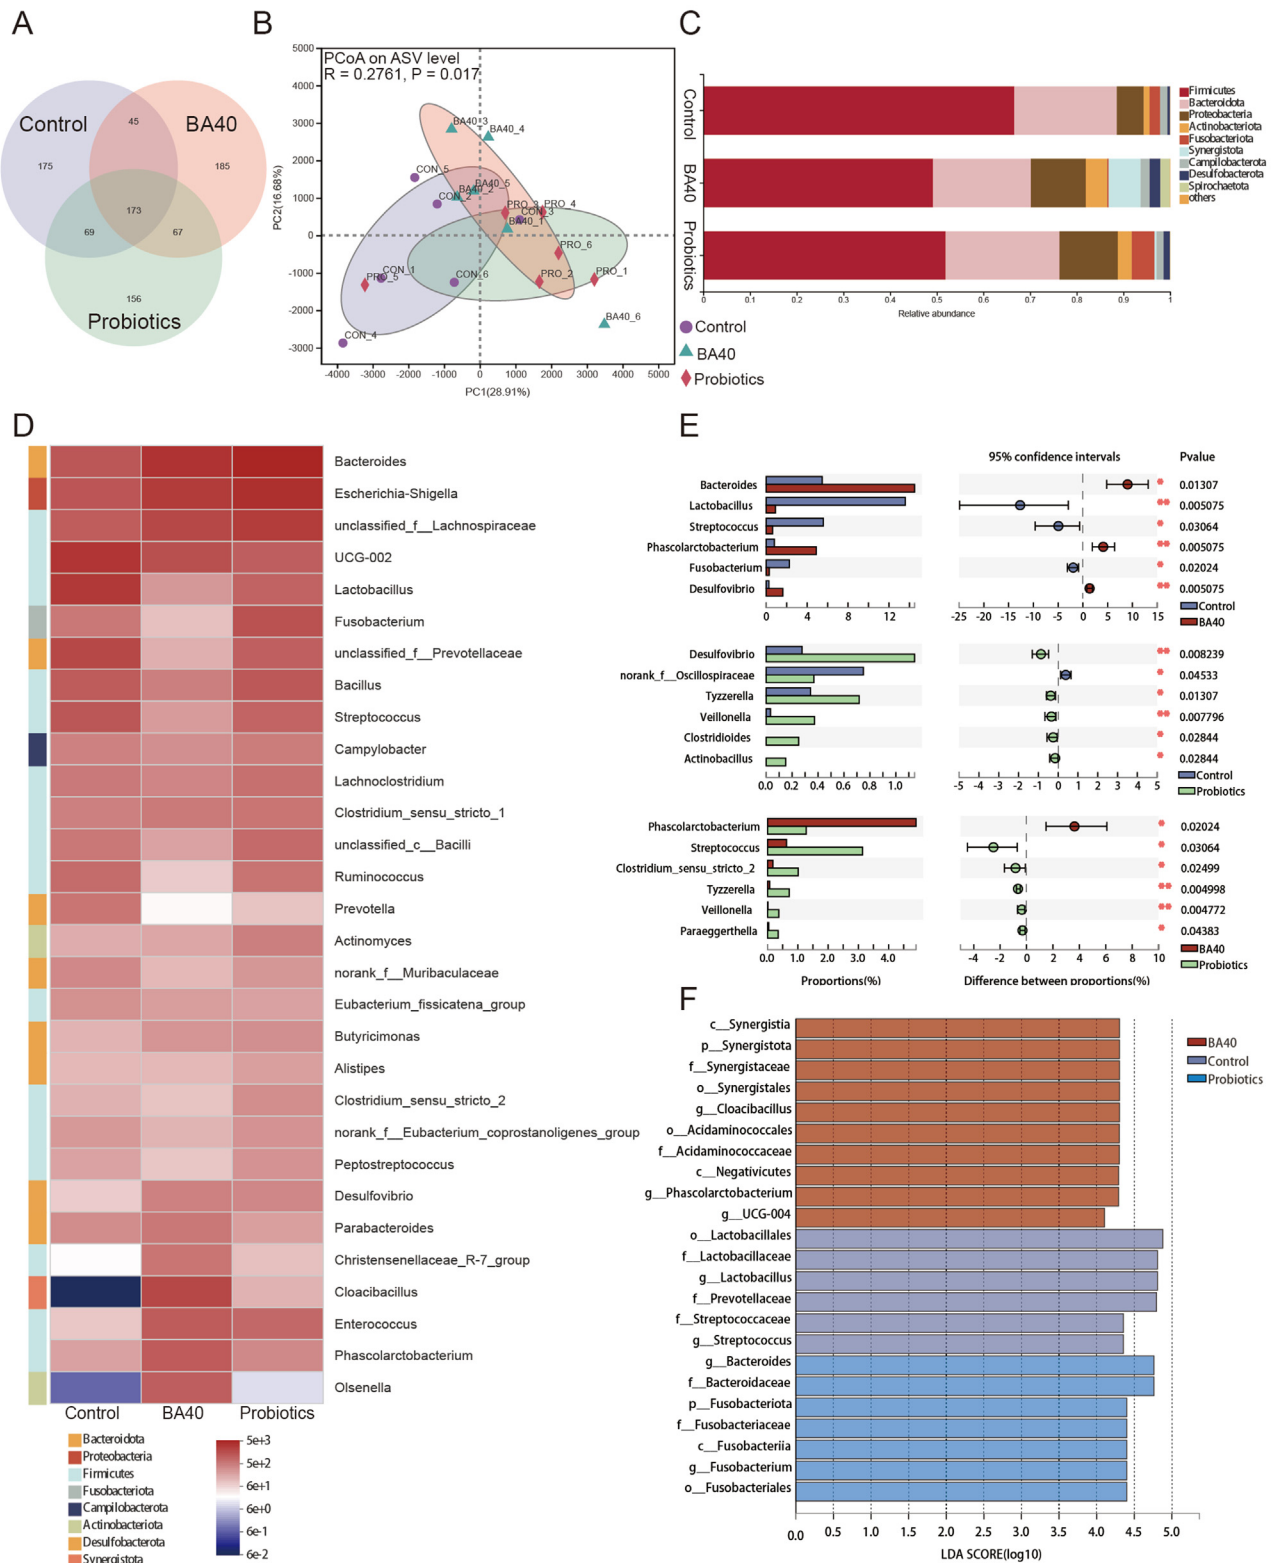 A
Control
BA40
Probiotics
175
45
185
173
69
67
156
B
PCoA on ASV level
R = 0.2761, P = 0.017
PC2(16.68%)
5000
4000
3000
2000
1000
0
-1000
-2000
-3000
-4000
-3000
-2000
-1000
0
1000
2000
3000
4000
5000
PC1(28.91%)
BA40_3
BA40_4
CON_5
BA40_5
BA40_2
CON_2
PRO_3
PRO_4
CON_3
BA40_1
PRO_6
CON_1
PRO_5
CON_6
PRO_2
PRO_1
BA40_6
CON_4
Control
BA40
Probiotics
C
Control
BA40
Probiotics
0
0.1
0.2
0.3
0.4
0.5
0.6
0.7
0.8
0.9
1
Relative abundance
Firmicutes
Bacteroidota
Proteobacteria
Actinobacteriota
Fusobacteriota
Synergistota
Campilobacterota
Desulfobacterota
Spirochaetota
others
D
Bacteroides
Escherichia-Shigella
unclassified_f__Lachnospiraceae
UCG-002
Lactobacillus
Fusobacterium
unclassified_f__Prevotellaceae
Bacillus
Streptococcus
Campylobacter
Lachnoclostridium
Clostridium_sensu_stricto_1
unclassified_c__Bacilli
Ruminococcus
Prevotella
Actinomyces
norank_f__Muribaculaceae
Eubacterium_fissicatena_group
Butyricimonas
Alistipes
Clostridium_sensu_stricto_2
norank_f__Eubacterium_coprostanoligenes_group
Peptostreptococcus
Desulfovibrio
Parabacteroides
Christensenellaceae_R-7_group
Cloacibacillus
Enterococcus
Phascolarctobacterium
Olsenella
Control
BA40
Probiotics
Bacteroidota
Proteobacteria
Firmicutes
Fusobacteriota
Campilobacterota
Actinobacteriota
Desulfobacterota
Synergistota
5e+3
5e+2
6e+1
6e+0
6e-1
6e-2
E
95% confidence intervals
Pvalue
Bacteroides
** 0.01307
Lactobacillus
0.005075
Streptococcus
0.03064
Phascolarctobacterium
0.005075
Fusobacterium
0.02024
Desulfovibrio
0.005075
0 4 8 12
-25 -20 -15 -10 -5 0 5 10 15
Control
BA40
Desulfovibrio
0.008239
norank_f__Oscillospiraceae
0.04533
Tyzzerella
0.01307
Veillonella
0.007796
Clostridioides
0.02844
Actinobacillus
0.02844
0.0 0.2 0.4 0.6 0.8 1.0
-5 -4 -3 -2 -1 0 1 2 3 4 5
Control
Probiotics
Phascolarctobacterium
0.02024
Streptococcus
0.03064
Clostridium_sensu_stricto_2
0.02499
Tyzzerella
0.004998
Veillonella
0.004772
Paraeggerthella
0.04383
0.0 1.0 2.0 3.0 4.0
-4 -2 0 2 4 6 8 10
BA40
Probiotics
Proportions(%)
Difference between proportions(%)
F
c__Synergistia
p__Synergistota
f__Synergistaceae
o__Synergistales
g__Cloacibacillus
o__Acidaminococcales
f__Acidaminococcaceae
c__Negativicutes
g__Phascolarctobacterium
g__UCG-004
o__Lactobacillales
f__Lactobacillaceae
g__Lactobacillus
f__Prevotellaceae
f__Streptococcaceae
g__Streptococcus
g__Bacteroides
f__Bacteroidaceae
p__Fusobacteriota
f__Fusobacteriaceae
c__Fusobacteriia
g__Fusobacterium
o__Fusobacteriales
0.0 0.5 1.0 1.5 2.0 2.5 3.0 3.5 4.0 4.5 5.0
LDA SCORE(log10)
BA40
Control
Probiotics